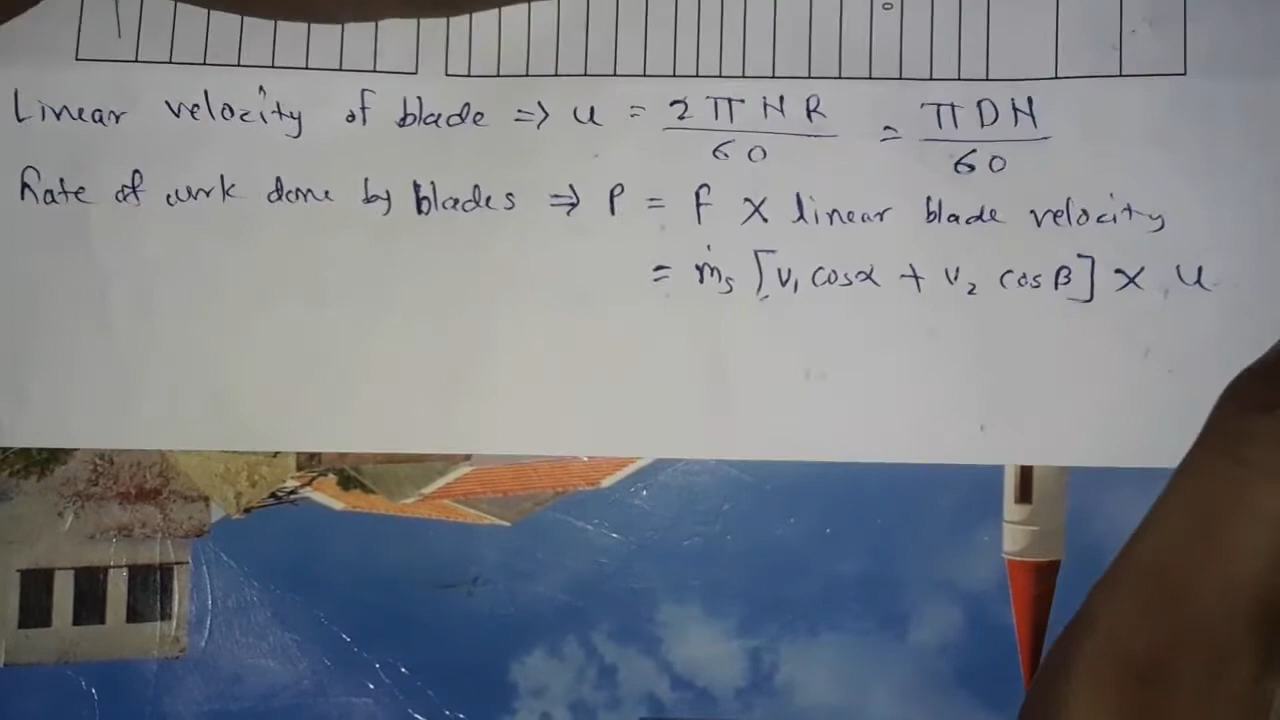 Linear velocity of blade => u = 2πNR/60 = πDN/60
Rate of work done by blades => P = F X linear blade velocity
= ṁs [v₁ cosα + v₂ cosβ] X u